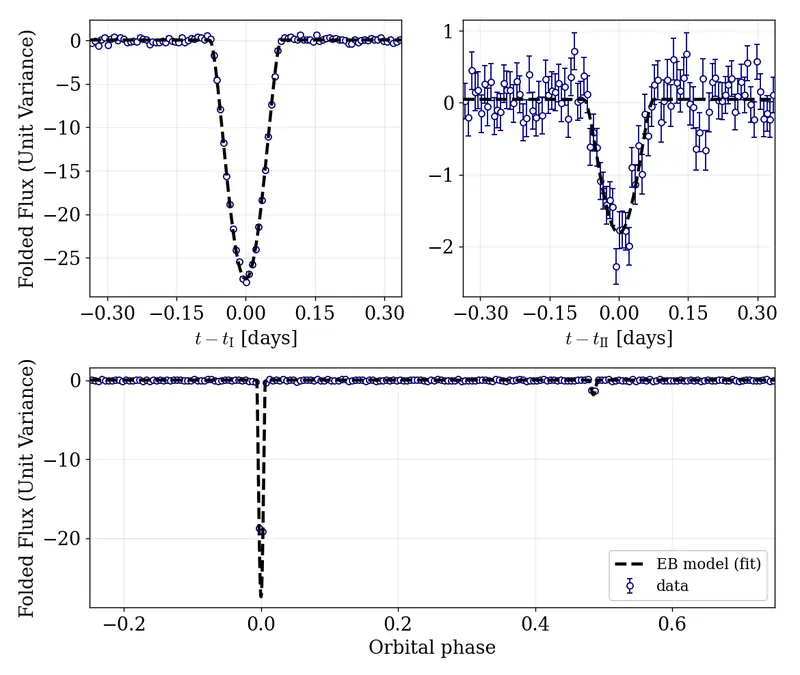 Folded Flux (Unit Variance)
0
−5
−10
−15
−20
−25
−0.30 −0.15 0.00 0.15 0.30
t − tI [days]
1
0
−1
−2
−0.30 −0.15 0.00 0.15 0.30
t − tII [days]
Folded Flux (Unit Variance)
0
−10
−20
−0.2 0.0 0.2 0.4 0.6
Orbital phase
EB model (fit)
data